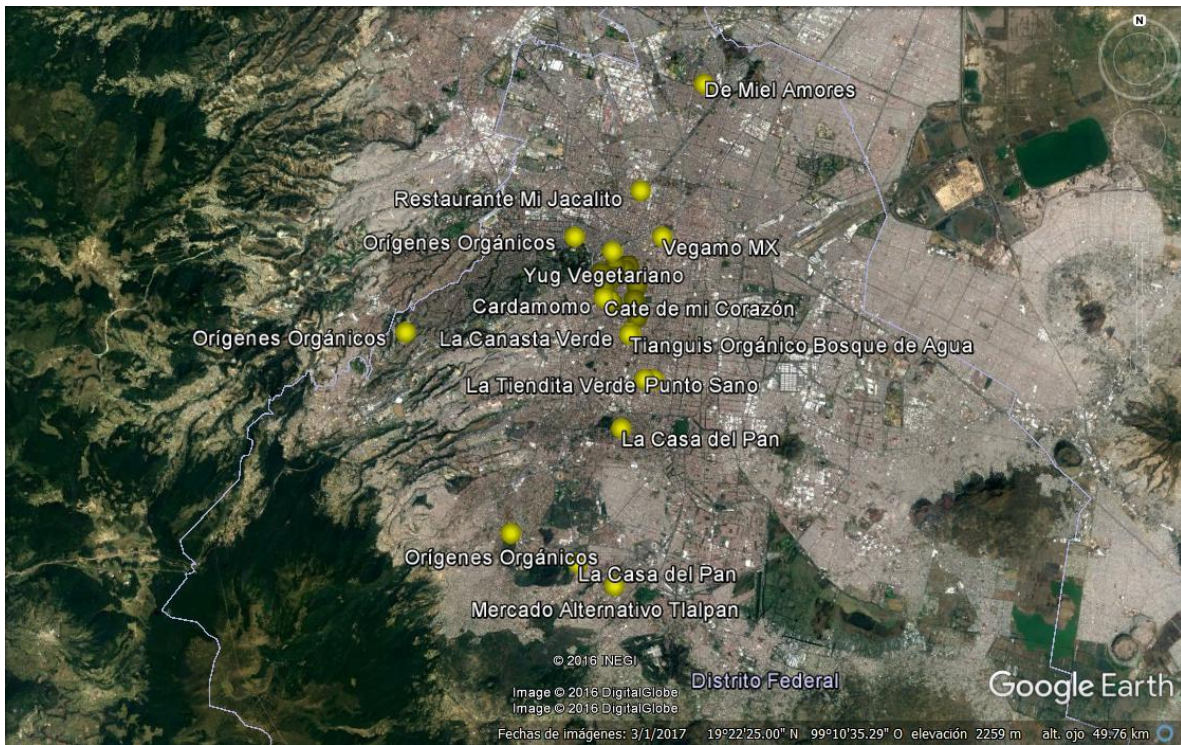 N
De Miel Amores
Restaurante Mi Jacalito
Orígenes Orgánicos
Vegamo MX
Yug Vegetariano
Cardamomo
Cate de mi Corazón
Orígenes Orgánicos
La Canasta Verde
Tianguis Orgánico Bosque de Agua
La Tiendita Verde
Punto Sano
La Casa del Pan
Orígenes Orgánicos
La Casa del Pan
Mercado Alternativo Tlalpan
© 2016 INEGI
Distrito Federal
Image © 2016 DigitalGlobe
Image © 2016 DigitalGlobe
Google Earth
Fechas de imágenes: 3/1/2017 19°22'25.00" N 99°10'35.29" O elevación 2259 m alt. ojo 49.76 km